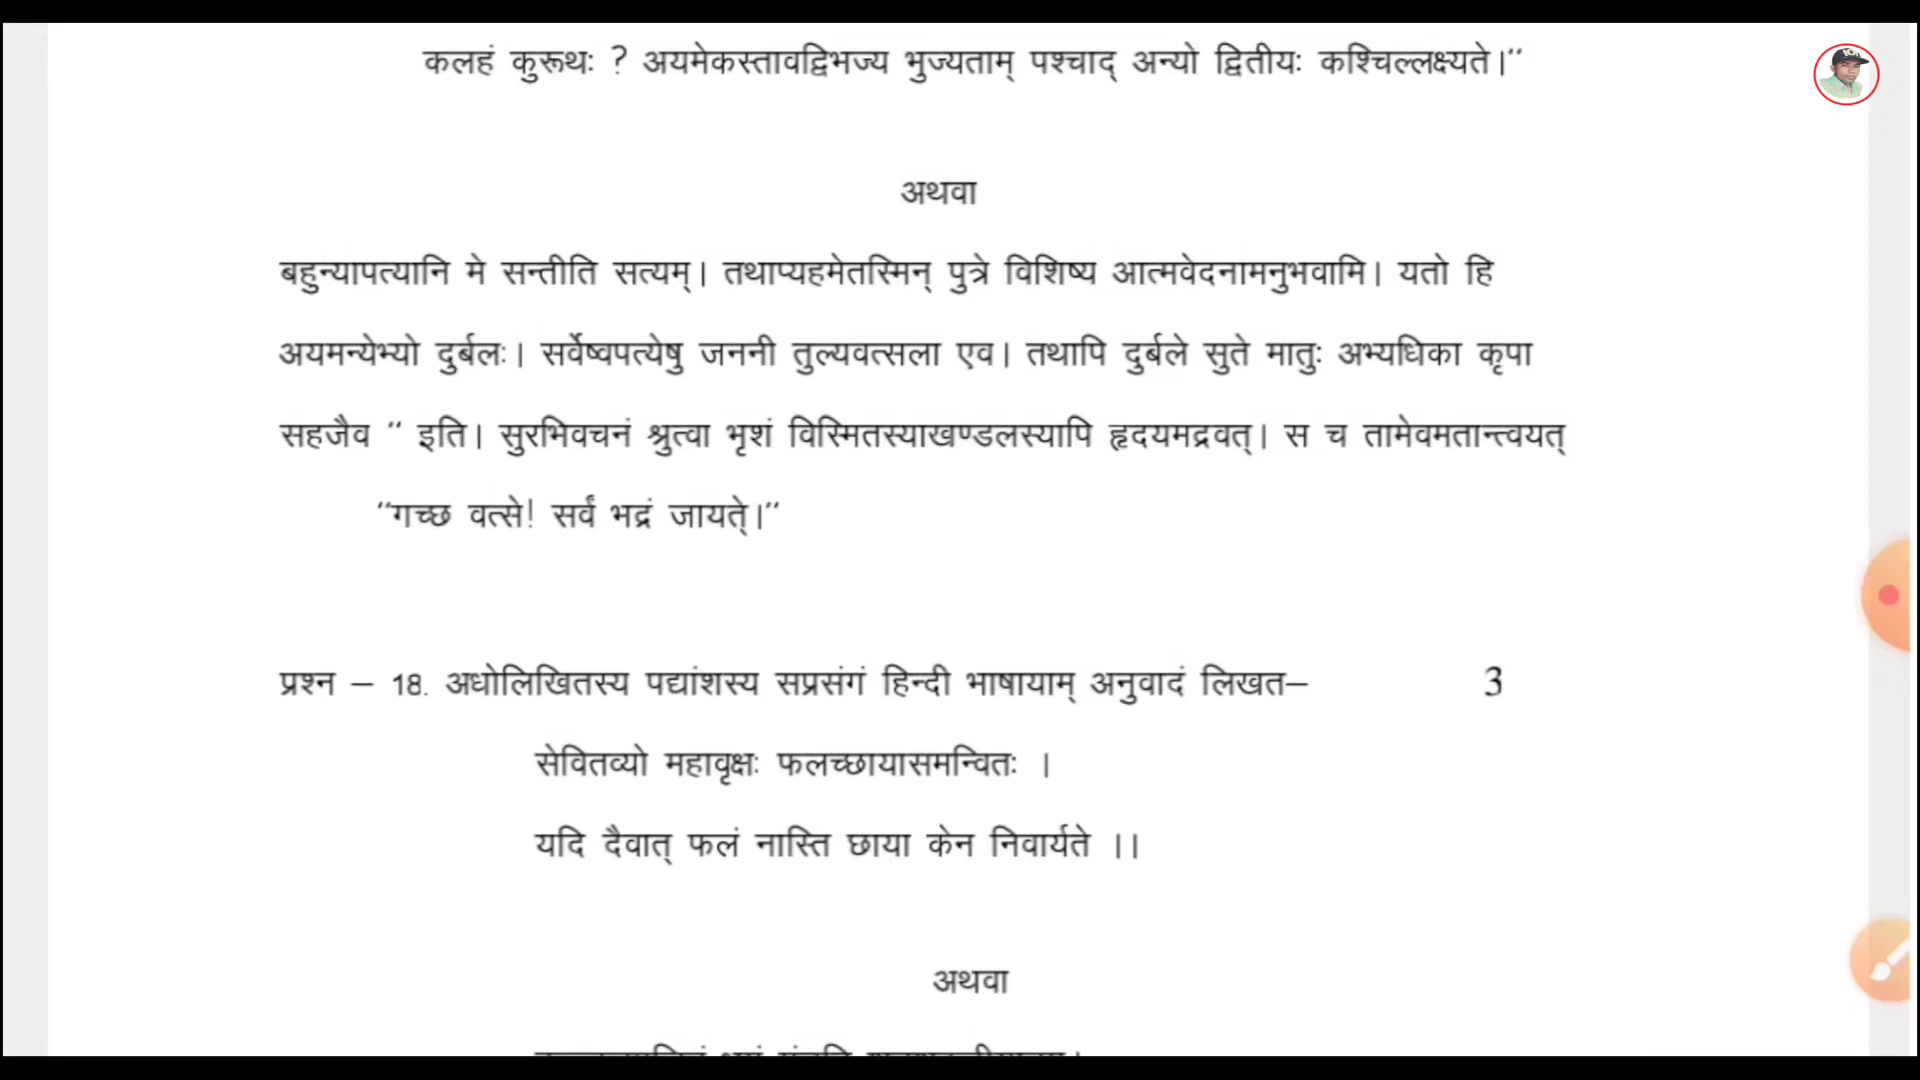 कलहं कुरूथः ? अयमेकस्तावद्विभज्य भुज्यताम् पश्चाद् अन्यो द्वितीयः कश्चिल्लक्ष्यते।''
अथवा
बहुन्यापत्यानि मे सन्तीति सत्यम्। तथाप्यहमेतस्मिन् पुत्रे विशिष्य आत्मवेदनामनुभवामि। यतो हि
अयमन्येभ्यो दुर्बलः। सर्वेष्वपत्येषु जननी तुल्यवत्सला एव। तथापि दुर्बले सुते मातुः अभ्यधिका कृपा
सहजैव '' इति। सुरभिवचनं श्रुत्वा भृशं विस्मितस्याखण्डलस्यापि हृदयमद्रवत्। स च तामेवमतान्त्वयत्
''गच्छ वत्से! सर्वं भद्रं जायते्।''
प्रश्न – 18. अधोलिखितस्य पद्यांशस्य सप्रसंगं हिन्दी भाषायाम् अनुवादं लिखत– 3
सेवितव्यो महावृक्षः फलच्छायासमन्वितः ।
यदि दैवात् फलं नास्ति छाया केन निवार्यते ।।
अथवा